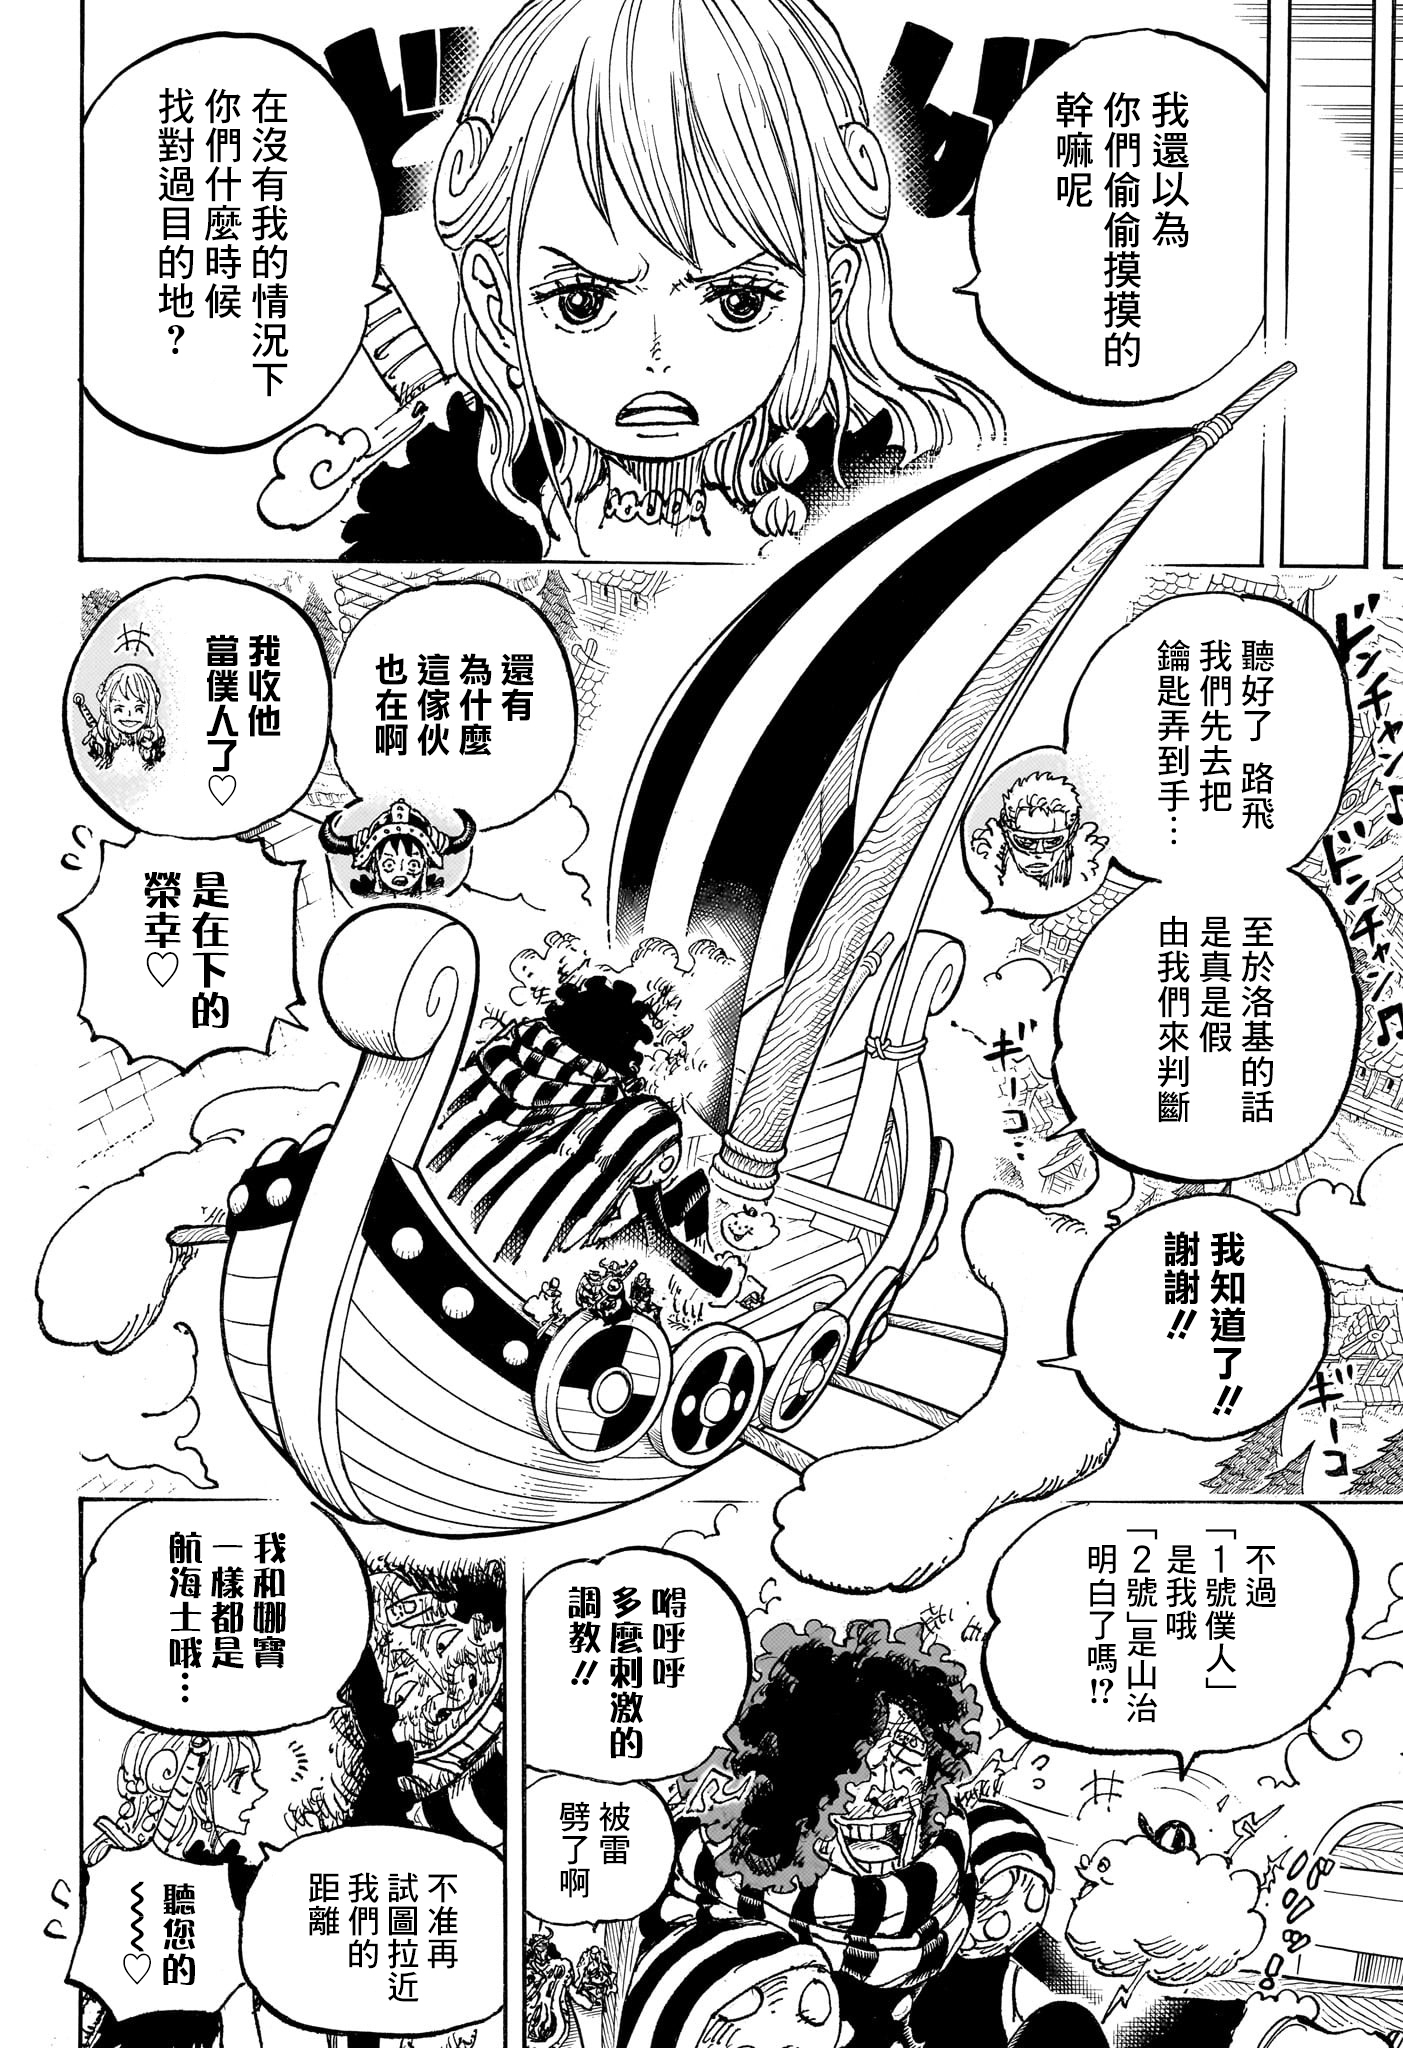 我還以為
你們偷偷摸摸的
幹嘛呢
在沒有我的情況下
你們什麼時候
找對過目的地?
ドンチャン♪
ドンチャン♫
聽好了 路飛
我們先去把
鑰匙弄到手…
至於洛基的話
是真是假
由我們來判斷
還有
為什麼
這傢伙
也在啊
我收他
當僕人了♡
是在下的
榮幸♡
ギーコ…
我知道了!!
謝謝!!
ギーコ
不過
「1號僕人」
是我哦
「2號」是山治
明白了嗎!?
嘚呼呼
多麼刺激的
調教!!
被雷
劈了啊
我和娜寶
一樣都是
航海士哦…
不准再
試圖拉近
我們的
距離
聽您的
〰♡